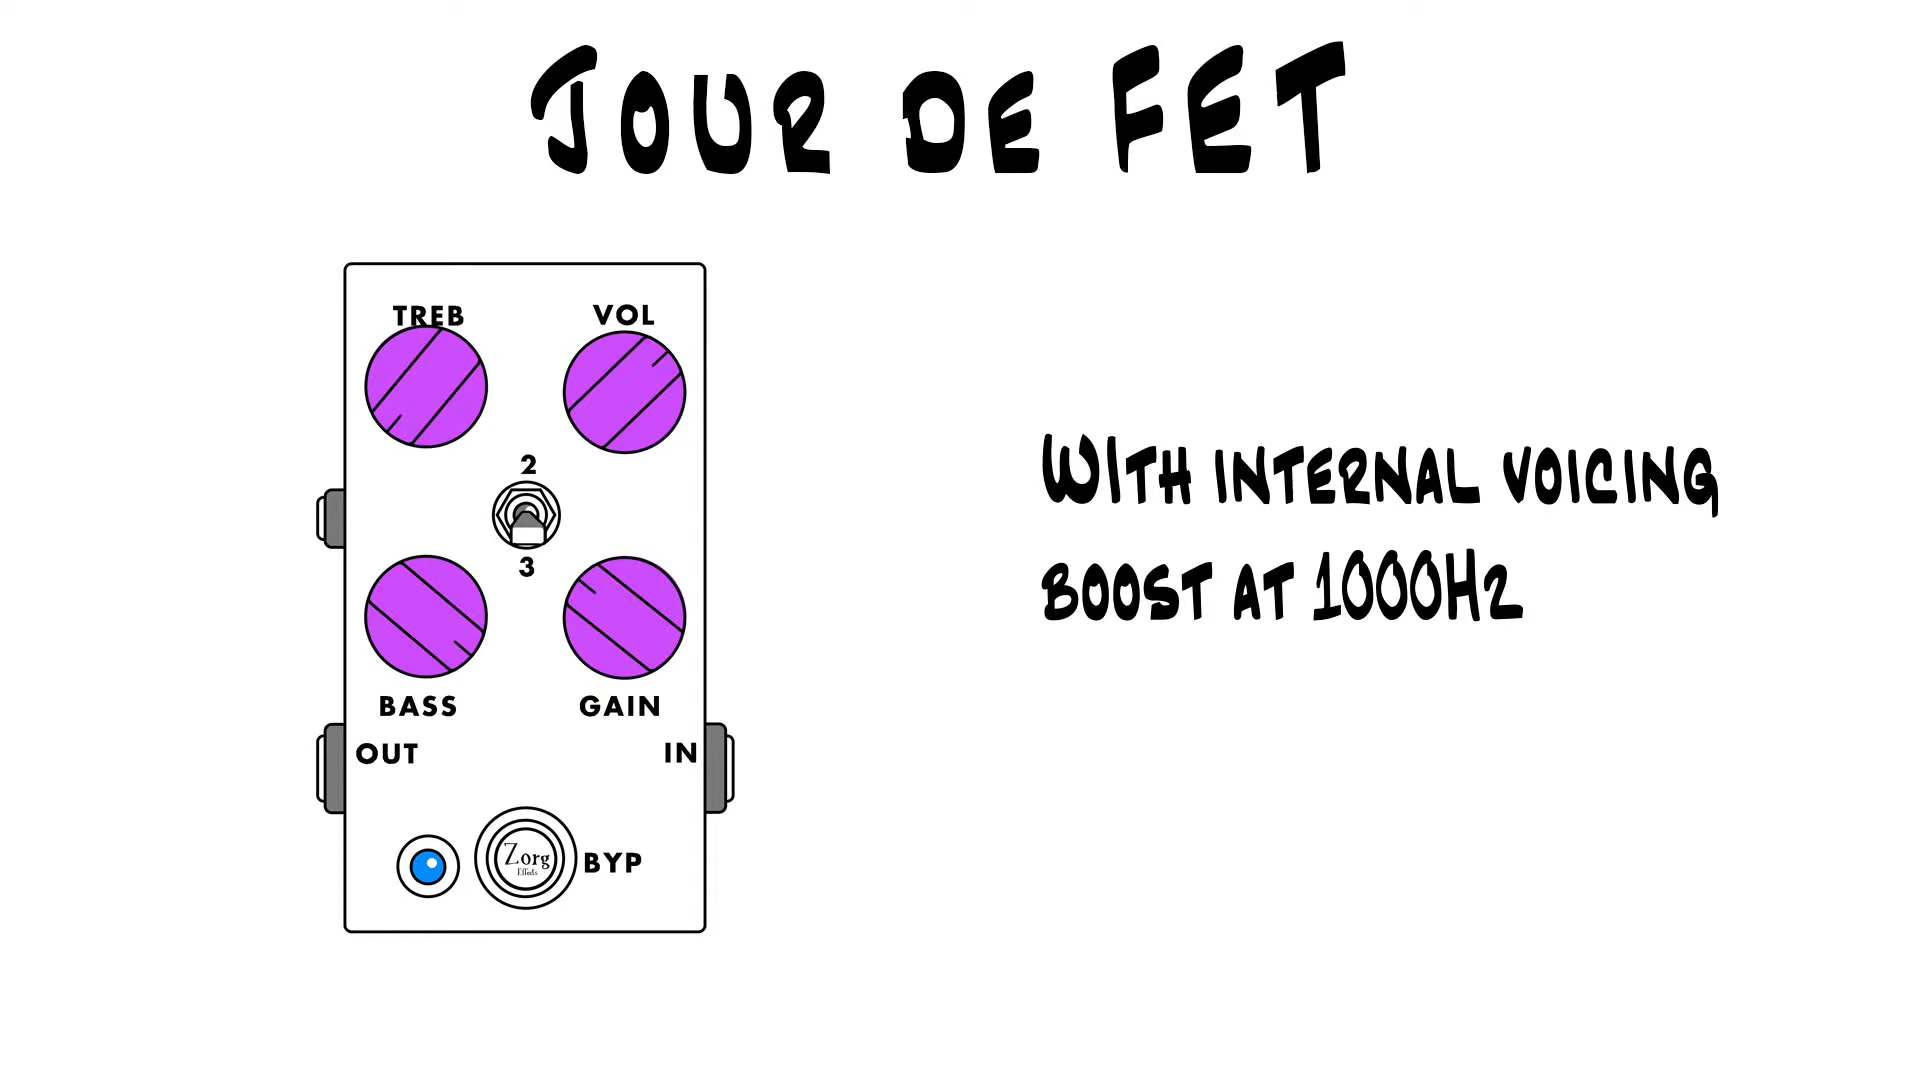 JOUR DE FET
TREB VOL
2
WITH INTERNAL VOICING
BOOST AT 1000HZ
3
BASS GAIN
OUT IN
Zorg
Effects
BYP